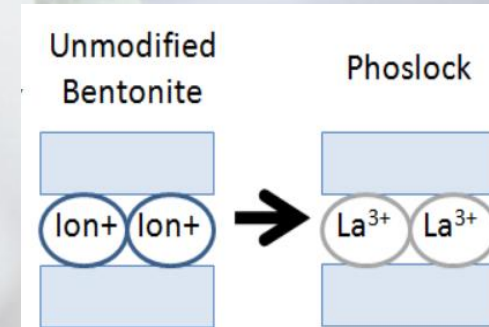 Unmodified
Bentonite
Phoslock
Ion+ Ion+
La³⁺ La³⁺